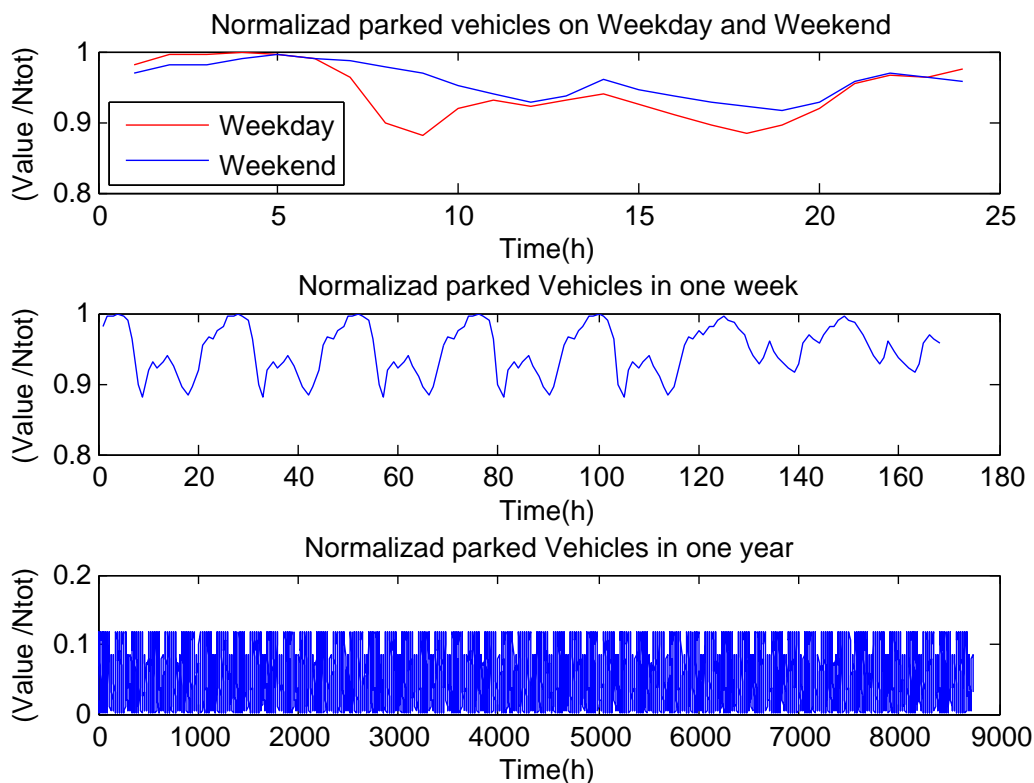 Normalizad parked vehicles on Weekday and Weekend
(Value /Ntot)
1
0.9
0.8
Weekday
Weekend
0 5 10 15 20 25
Time(h)
Normalizad parked Vehicles in one week
(Value /Ntot)
1
0.9
0.8
0 20 40 60 80 100 120 140 160 180
Time(h)
Normalizad parked Vehicles in one year
(Value /Ntot)
0.2
0.1
0
0 1000 2000 3000 4000 5000 6000 7000 8000 9000
Time(h)